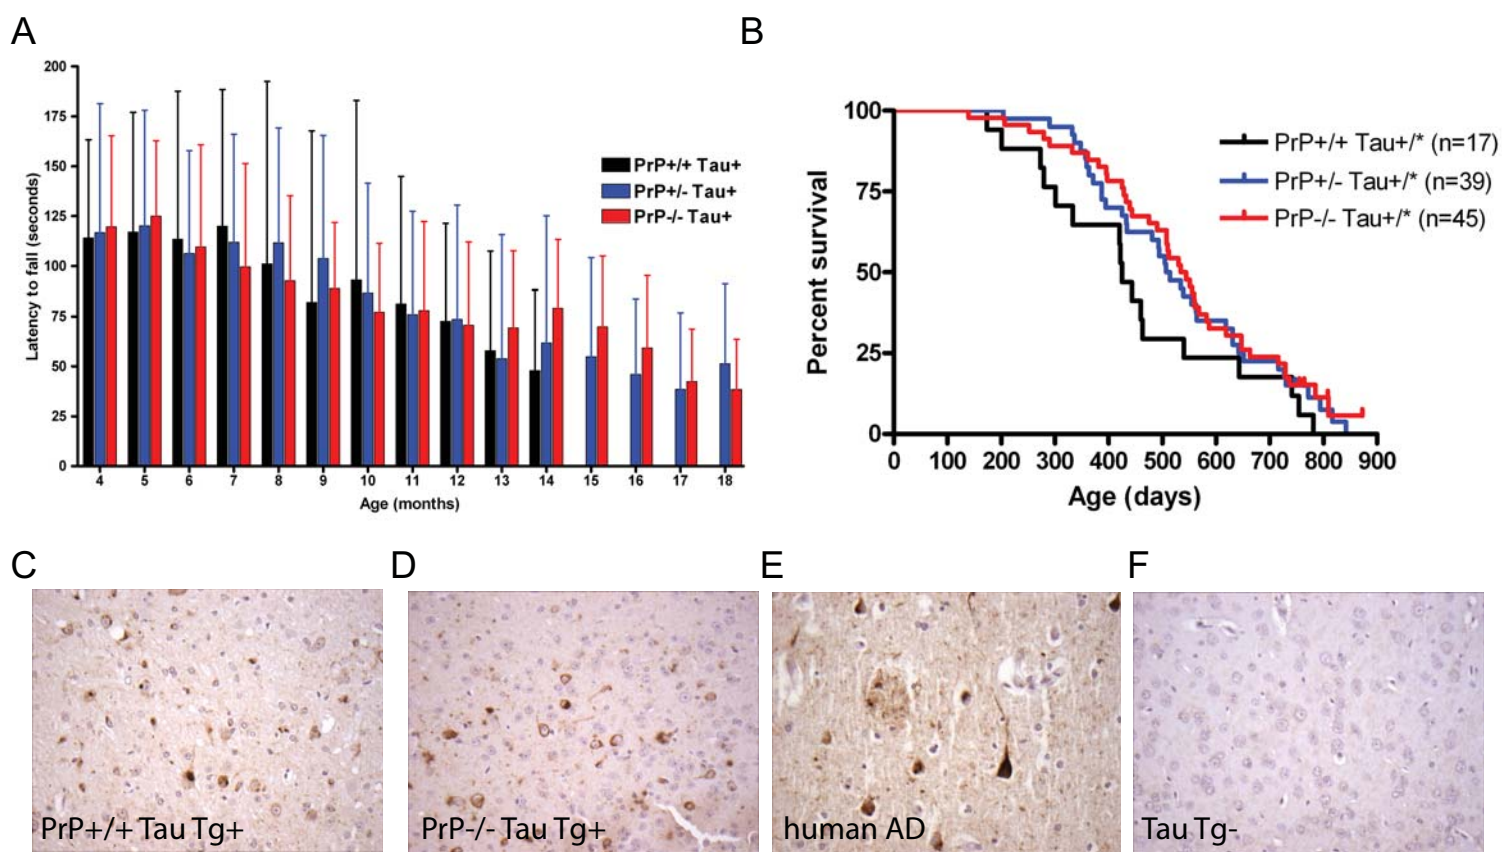 A
B
200
175
150
125
100
75
50
25
0
Latency to fall (seconds)
PrP+/+ Tau+
PrP+/- Tau+
PrP-/- Tau+
4 5 6 7 8 9 10 11 12 13 14 15 16 17 18
Age (months)
100
75
50
25
0
Percent survival
PrP+/+ Tau+/* (n=17)
PrP+/- Tau+/* (n=39)
PrP-/- Tau+/* (n=45)
0 100 200 300 400 500 600 700 800 900
Age (days)
C
D
E
F
PrP+/+ Tau Tg+
PrP-/- Tau Tg+
human AD
Tau Tg-